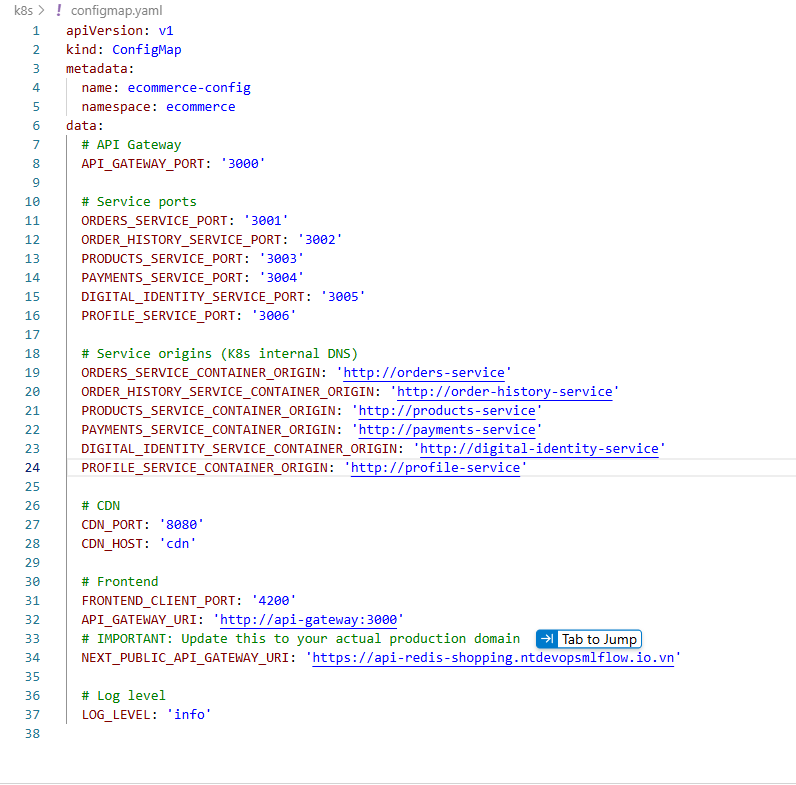 k8s > ! configmap.yaml
1 apiVersion: v1
2 kind: ConfigMap
3 metadata:
4   name: ecommerce-config
5   namespace: ecommerce
6 data:
7   # API Gateway
8   API_GATEWAY_PORT: '3000'
9
10   # Service ports
11   ORDERS_SERVICE_PORT: '3001'
12   ORDER_HISTORY_SERVICE_PORT: '3002'
13   PRODUCTS_SERVICE_PORT: '3003'
14   PAYMENTS_SERVICE_PORT: '3004'
15   DIGITAL_IDENTITY_SERVICE_PORT: '3005'
16   PROFILE_SERVICE_PORT: '3006'
17
18   # Service origins (K8s internal DNS)
19   ORDERS_SERVICE_CONTAINER_ORIGIN: 'http://orders-service'
20   ORDER_HISTORY_SERVICE_CONTAINER_ORIGIN: 'http://order-history-service'
21   PRODUCTS_SERVICE_CONTAINER_ORIGIN: 'http://products-service'
22   PAYMENTS_SERVICE_CONTAINER_ORIGIN: 'http://payments-service'
23   DIGITAL_IDENTITY_SERVICE_CONTAINER_ORIGIN: 'http://digital-identity-service'
24   PROFILE_SERVICE_CONTAINER_ORIGIN: 'http://profile-service'
25
26   # CDN
27   CDN_PORT: '8080'
28   CDN_HOST: 'cdn'
29
30   # Frontend
31   FRONTEND_CLIENT_PORT: '4200'
32   API_GATEWAY_URI: 'http://api-gateway:3000'
33   # IMPORTANT: Update this to your actual production domain Tab to Jump
34   NEXT_PUBLIC_API_GATEWAY_URI: 'https://api-redis-shopping.ntdevopsmlflow.io.vn'
35
36   # Log level
37   LOG_LEVEL: 'info'
38